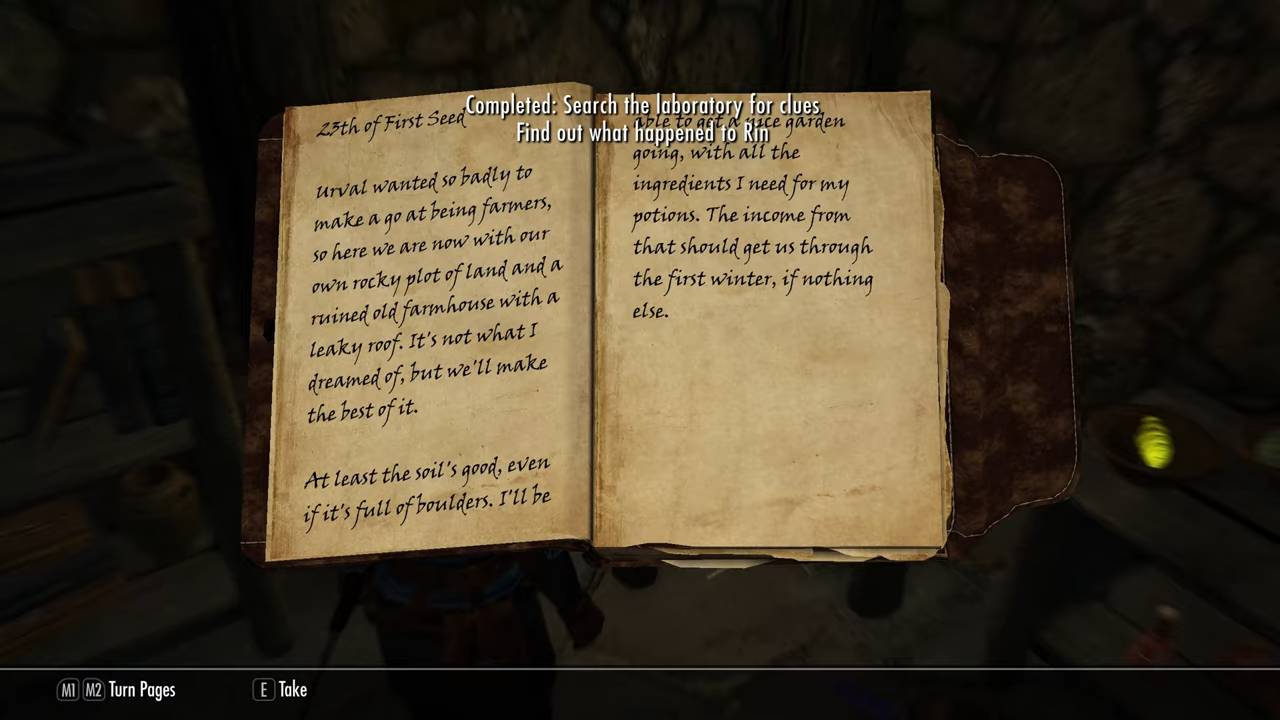 Completed: Search the laboratory for clues
Find out what happened to Rin
23th of First Seed
Urval wanted so badly to
make a go at being farmers,
so here we are now with our
own rocky plot of land and a
ruined old farmhouse with a
leaky roof. It's not what I
dreamed of, but we'll make
the best of it.
At least the soil's good, even
if it's full of boulders. I'll be
able to get a nice garden
going, with all the
ingredients I need for my
potions. The income from
that should get us through
the first winter, if nothing
else.
M1 M2 Turn Pages
E Take